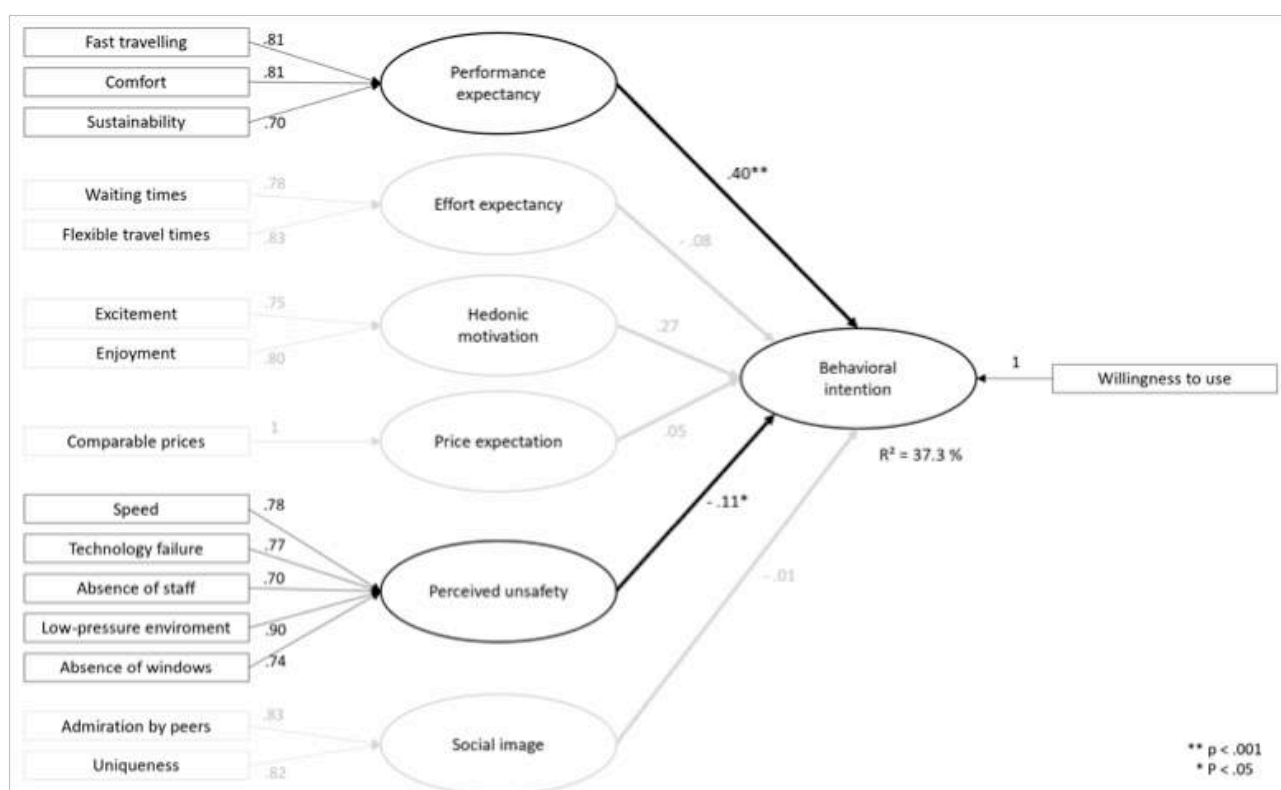 Fast travelling
.81
Comfort
.81
Sustainability
.70
Performance
expectancy
.40**
Waiting times
.78
Flexible travel times
.83
Effort expectancy
- .08
Excitement
.75
Enjoyment
.80
Hedonic
motivation
.27
Comparable prices
1
Price expectation
.05
Behavioral
intention
1
Willingness to use
R² = 37.3 %
Speed
.78
Technology failure
.77
Absence of staff
.70
Low-pressure enviroment
.90
Absence of windows
.74
Perceived unsafety
- .11*
Admiration by peers
.83
Uniqueness
.82
Social image
- .01
** p < .001
* P < .05